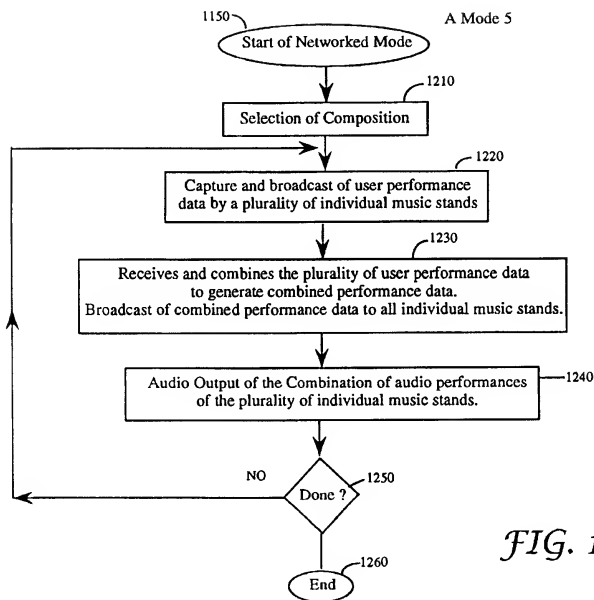 1150
A Mode 5
Start of Networked Mode
1210
Selection of Composition
1220
Capture and broadcast of user performance
data by a plurality of individual music stands
1230
Receives and combines the plurality of user performance data
to generate combined performance data.
Broadcast of combined performance data to all individual music stands.
Audio Output of the Combination of audio performances
of the plurality of individual music stands.
1240
NO
1250
Done ?
FIG.
1260
End